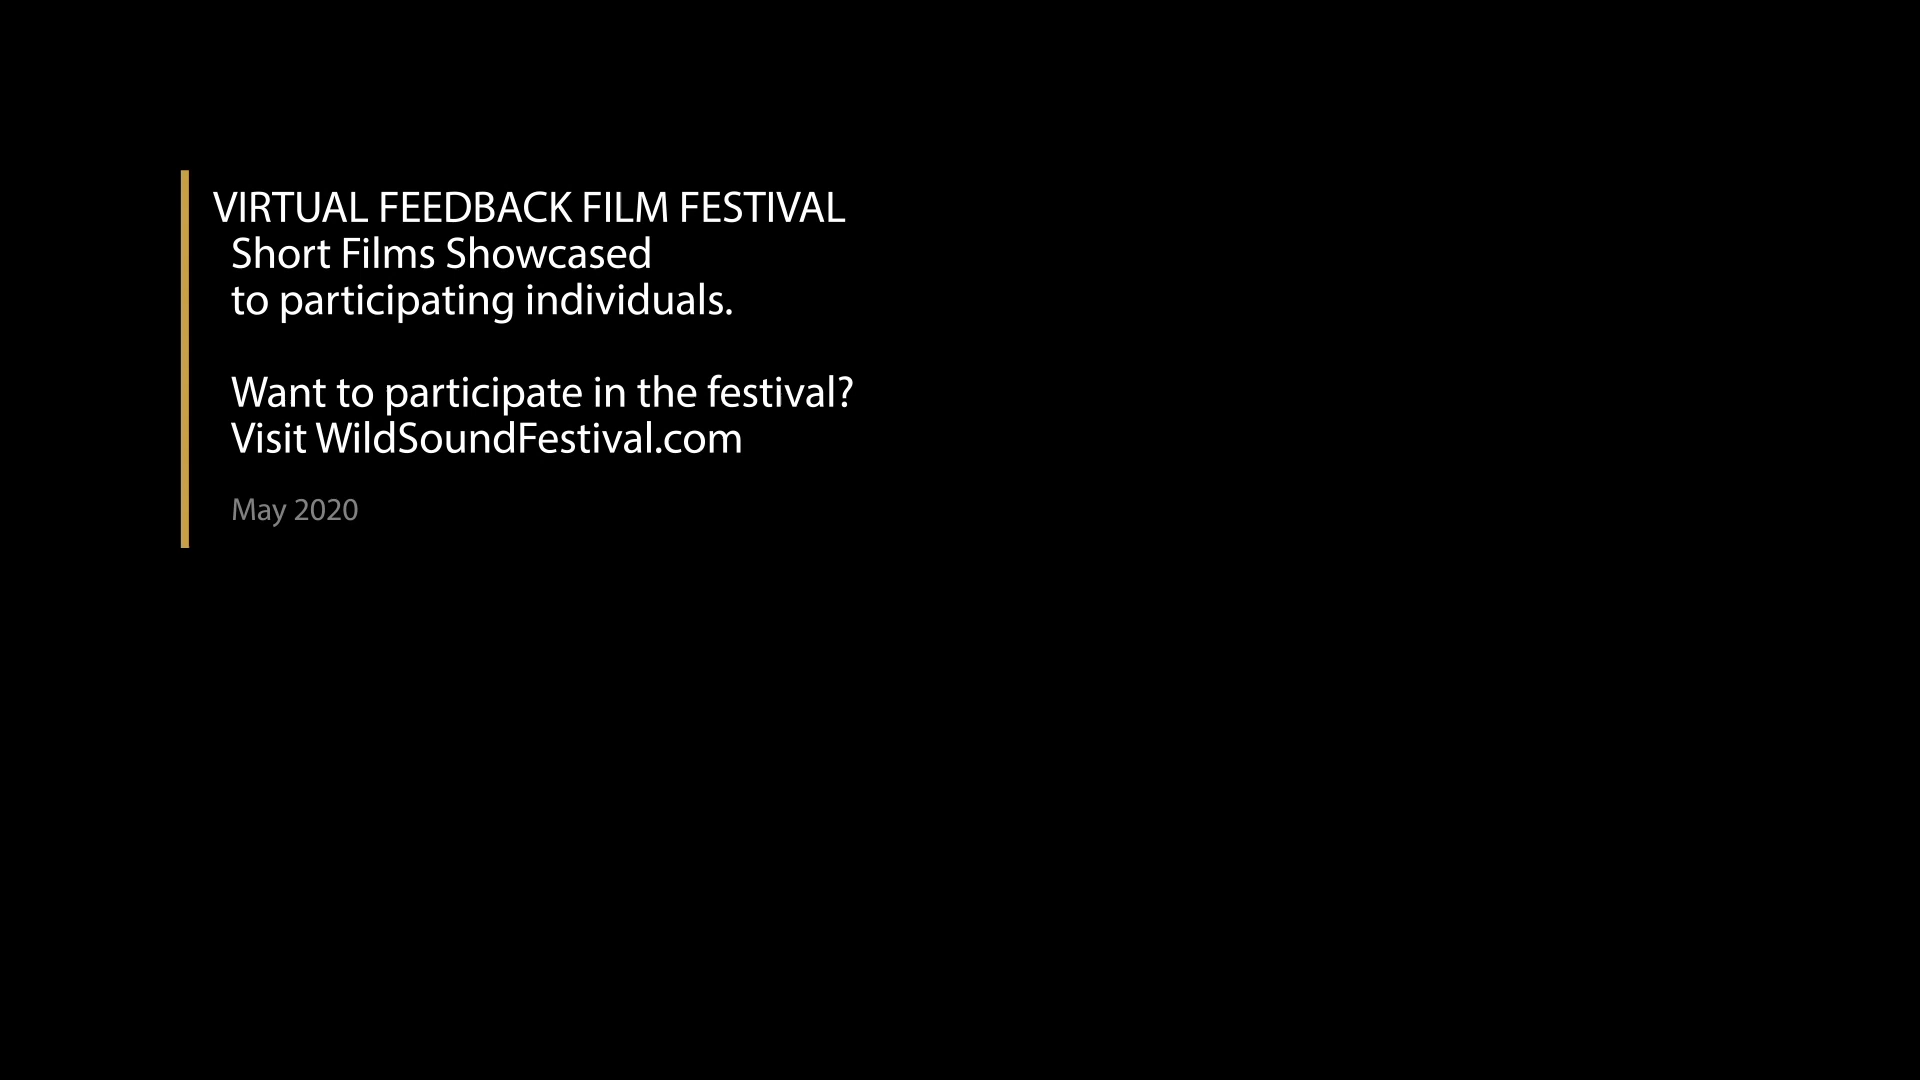 VIRTUAL FEEDBACK FILM FESTIVAL
Short Films Showcased
to participating individuals.
Want to participate in the festival?
Visit WildSoundFestival.com
May 2020